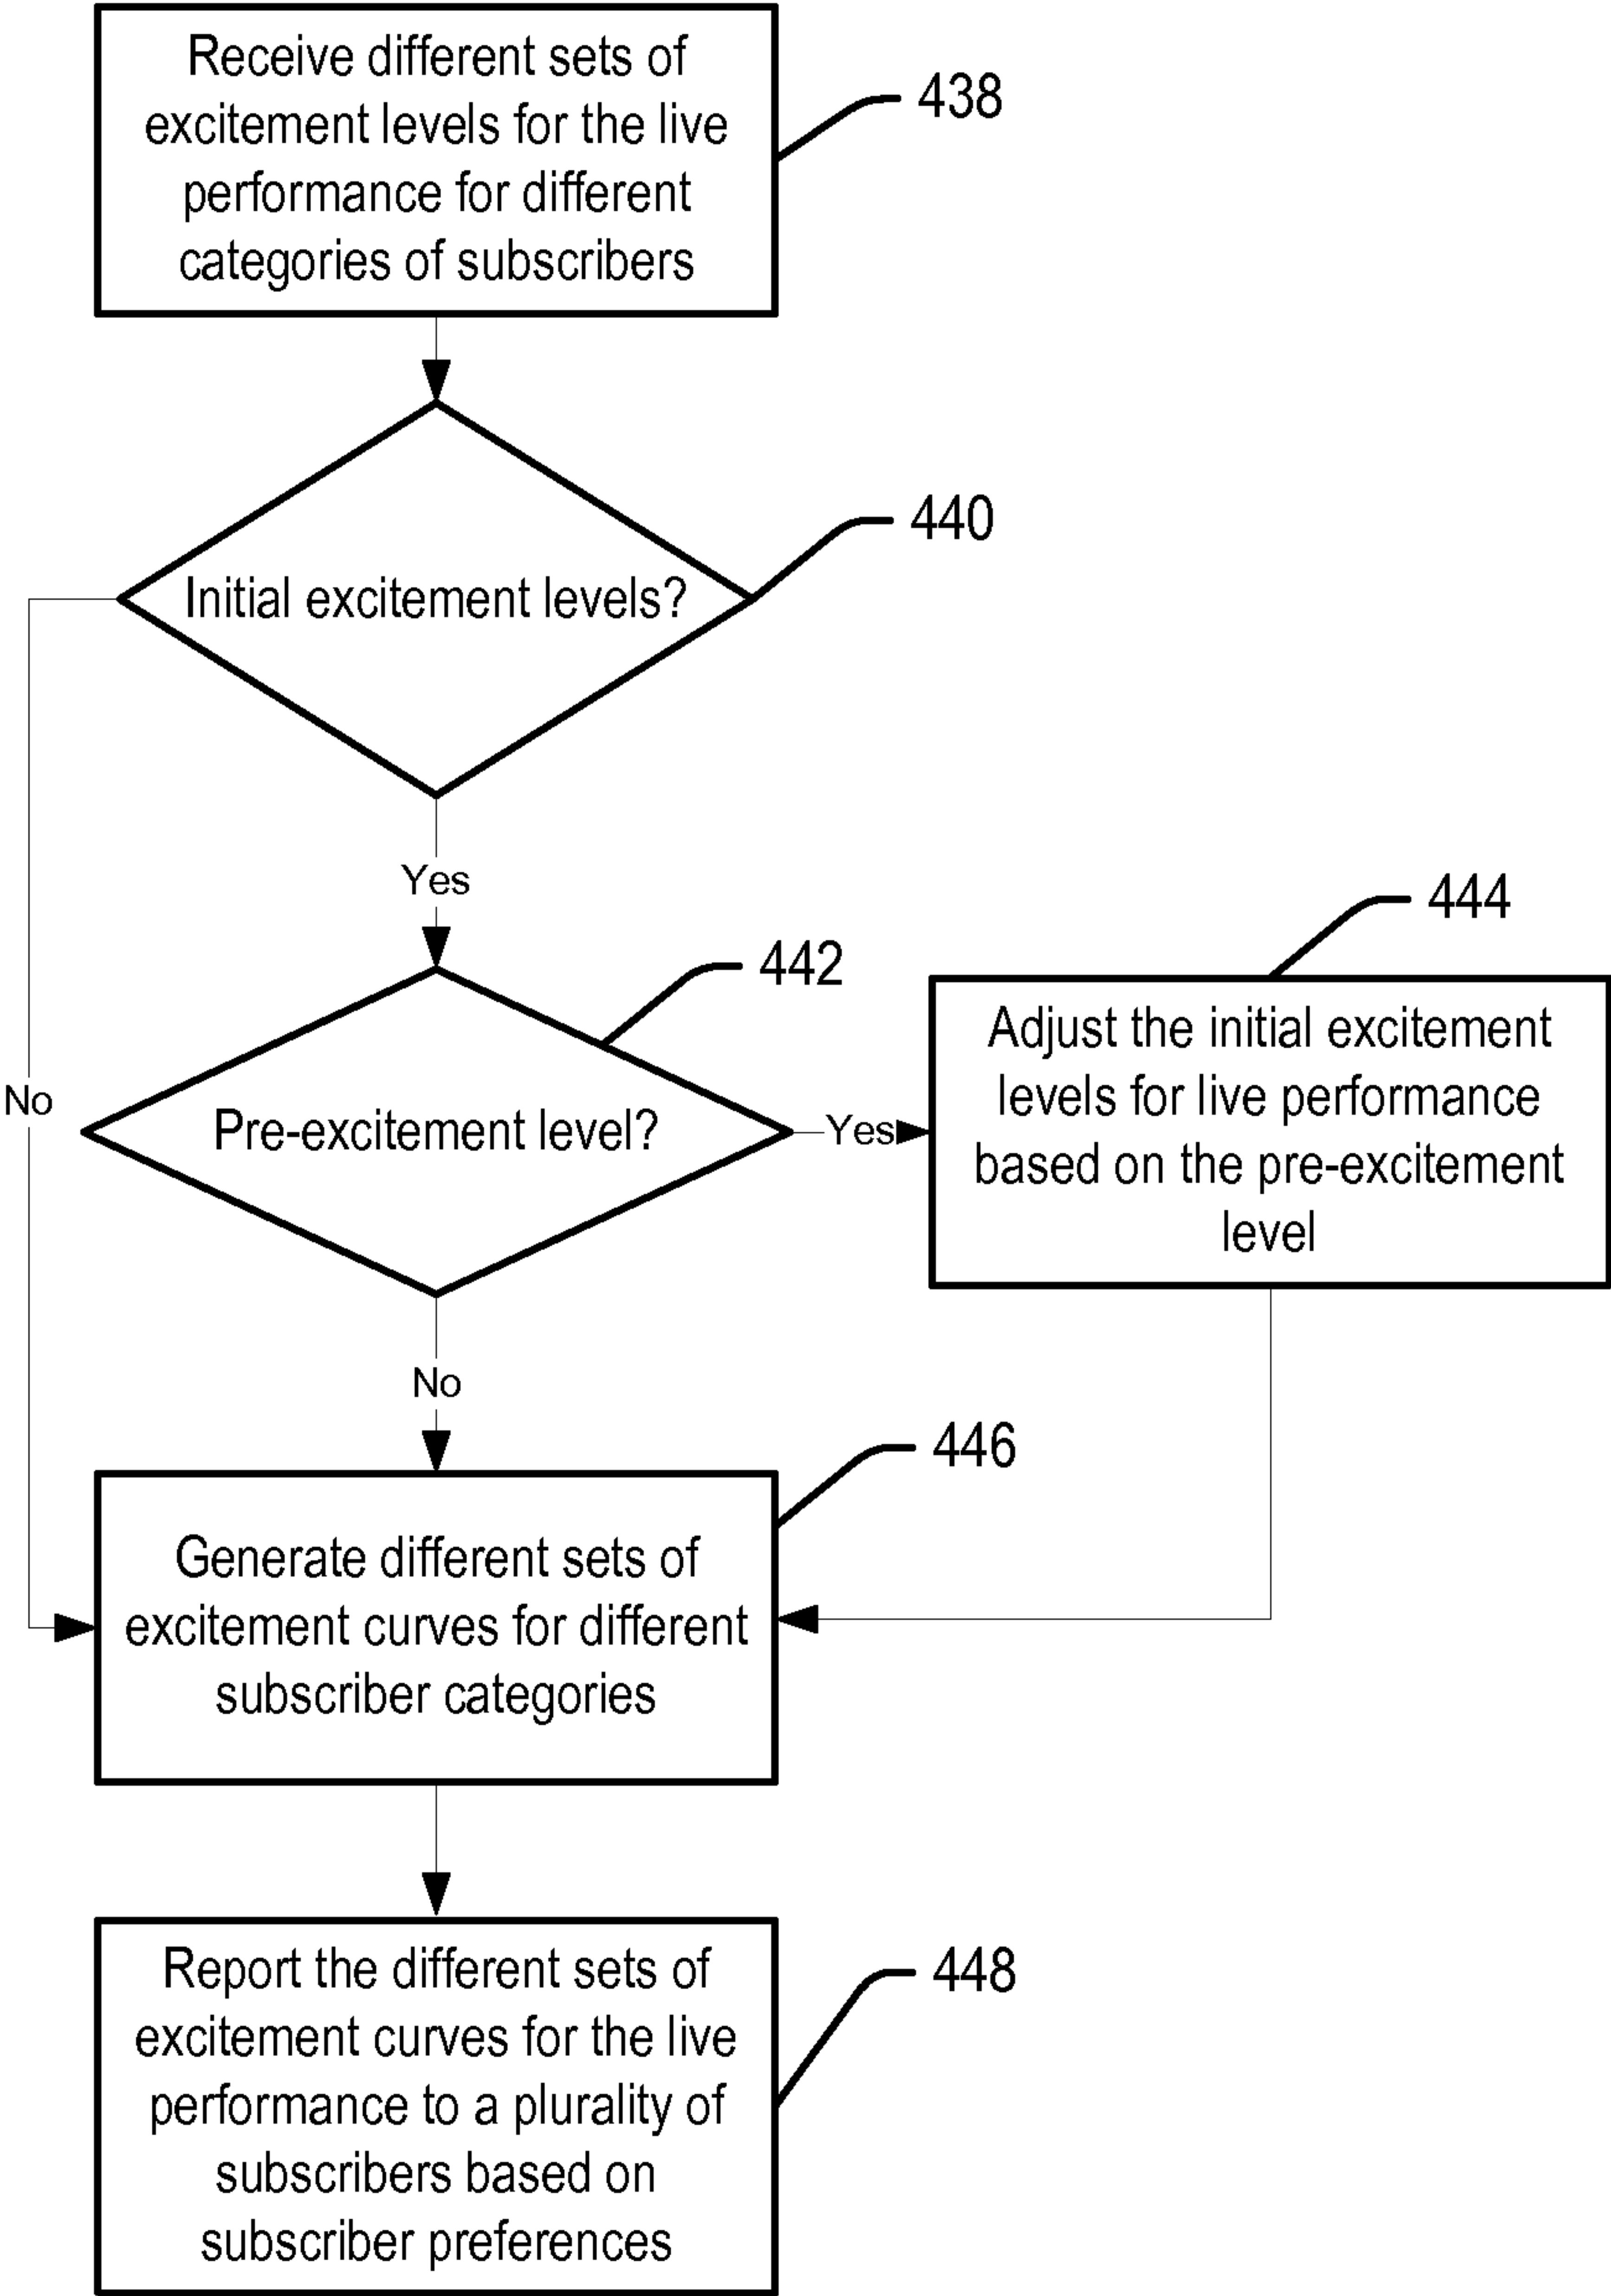 Receive different sets of
excitement levels for the live
performance for different
categories of subscribers
438
Initial excitement levels?
440
Yes
No
Pre-excitement level?
442
Yes
444
Adjust the initial excitement
levels for live performance
based on the pre-excitement
level
No
446
Generate different sets of
excitement curves for different
subscriber categories
Report the different sets of
excitement curves for the live
performance to a plurality of
subscribers based on
subscriber preferences
448